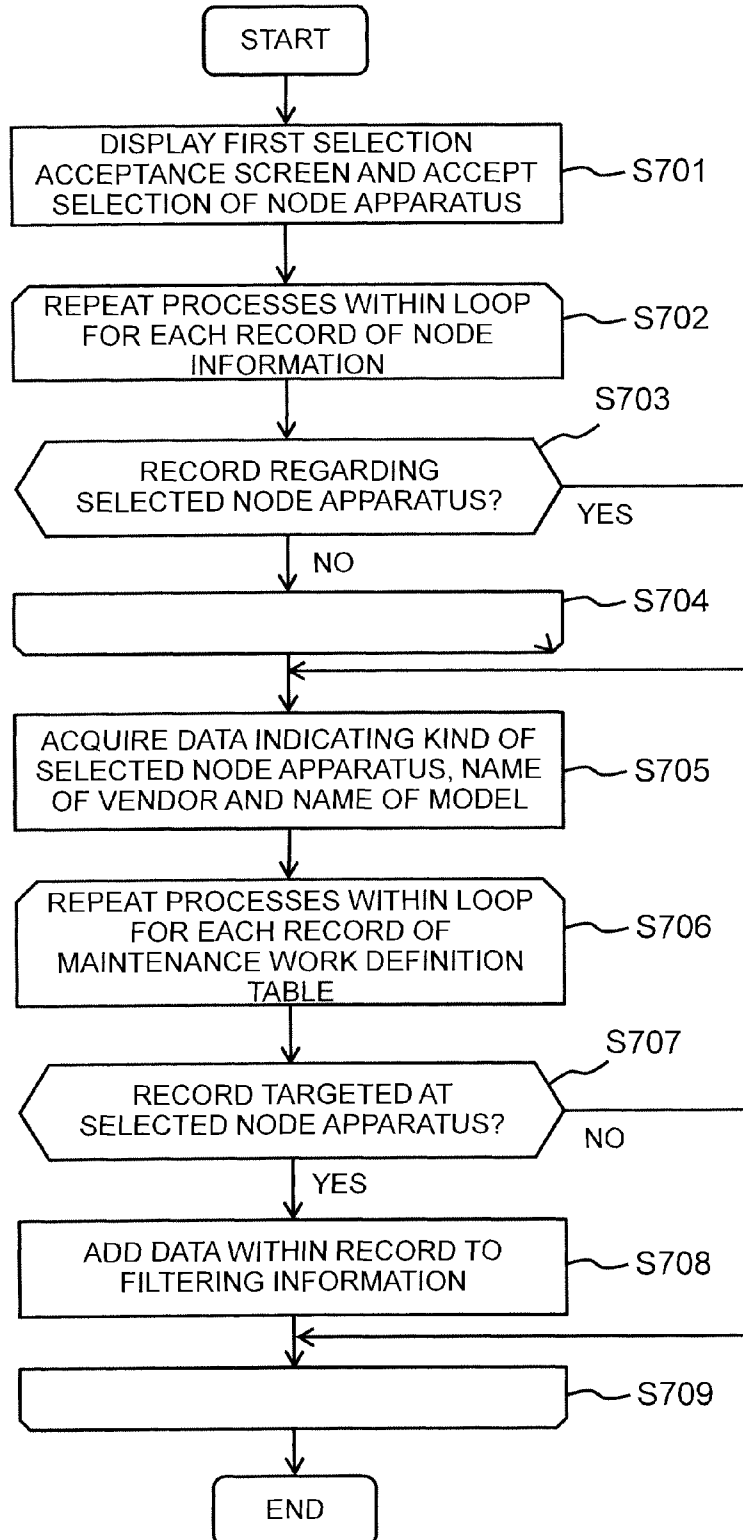 START
DISPLAY FIRST SELECTION
ACCEPTANCE SCREEN AND ACCEPT
SELECTION OF NODE APPARATUS
S701
REPEAT PROCESSES WITHIN LOOP
FOR EACH RECORD OF NODE
INFORMATION
S702
S703
RECORD REGARDING
SELECTED NODE APPARATUS?
YES
NO
S704
ACQUIRE DATA INDICATING KIND OF
SELECTED NODE APPARATUS, NAME
OF VENDOR AND NAME OF MODEL
S705
REPEAT PROCESSES WITHIN LOOP
FOR EACH RECORD OF
MAINTENANCE WORK DEFINITION
TABLE
S706
S707
RECORD TARGETED AT
SELECTED NODE APPARATUS?
NO
YES
ADD DATA WITHIN RECORD TO
FILTERING INFORMATION
S708
S709
END